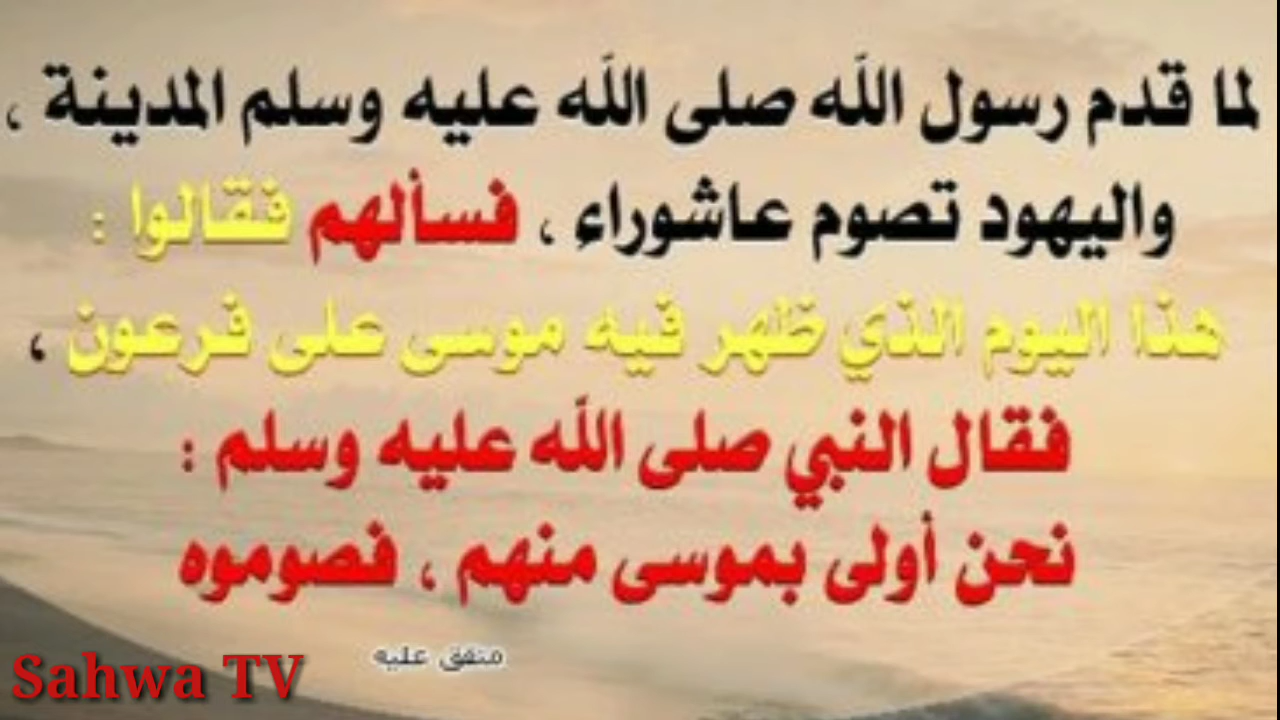 لما قدم رسول الله صلى الله عليه وسلم المدينة ،
واليهود تصوم عاشوراء ، فسألهم فقالوا :
هذا اليوم الذي ظهر فيه موسى على فرعون ،
فقال النبي صلى الله عليه وسلم :
نحن أولى بموسى منهم ، فصوموه
متفق عليه
Sahwa TV